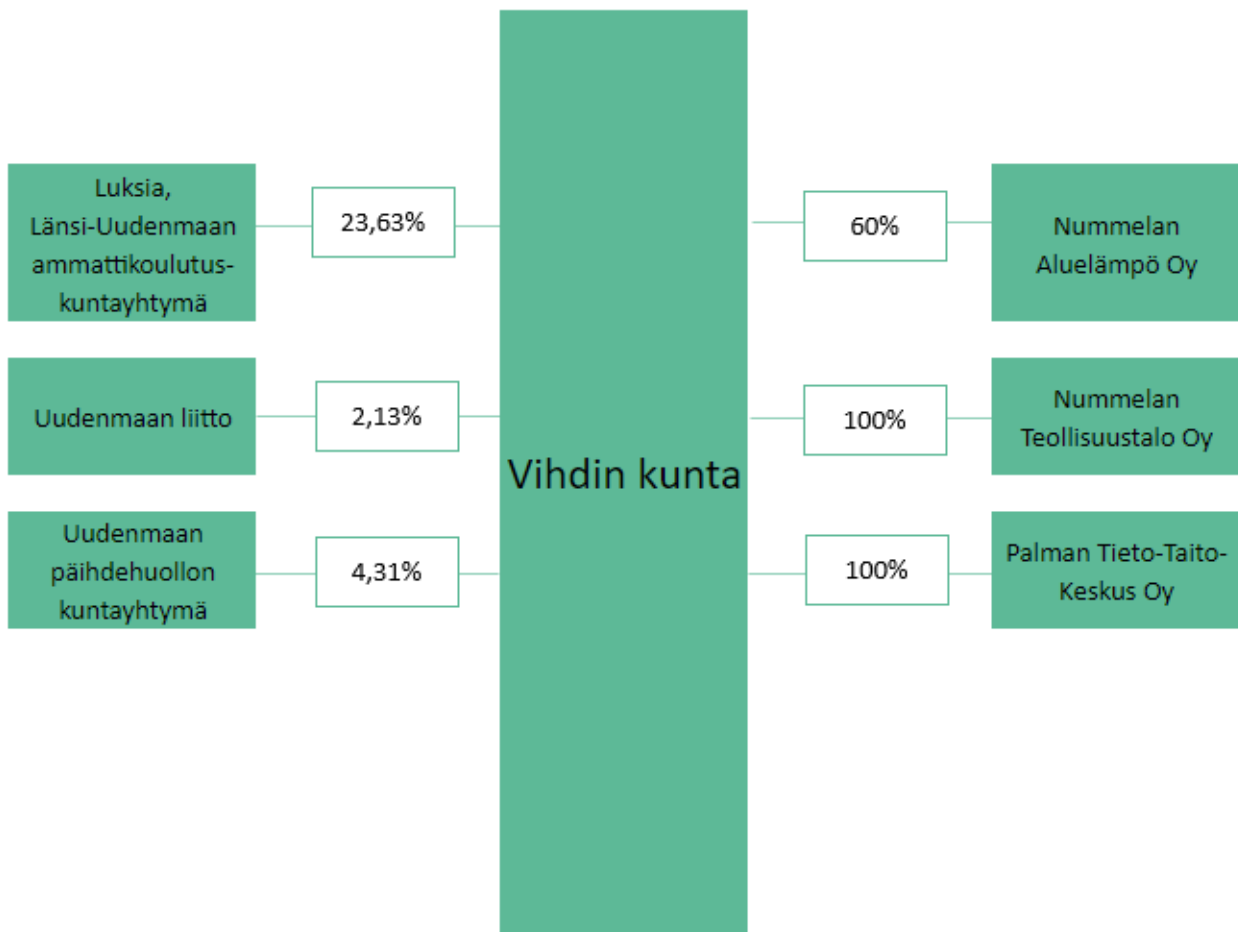 Luksia,
Länsi-Uudenmaan
ammattikoulutus-
kuntayhtymä
23,63%
Uudenmaan liitto
2,13%
Uudenmaan
päihdehuollon
kuntayhtymä
4,31%
Vihdin kunta
60%
Nummelan
Aluelämpö Oy
100%
Nummelan
Teollisuustalo Oy
100%
Palman Tieto-Taito-
Keskus Oy